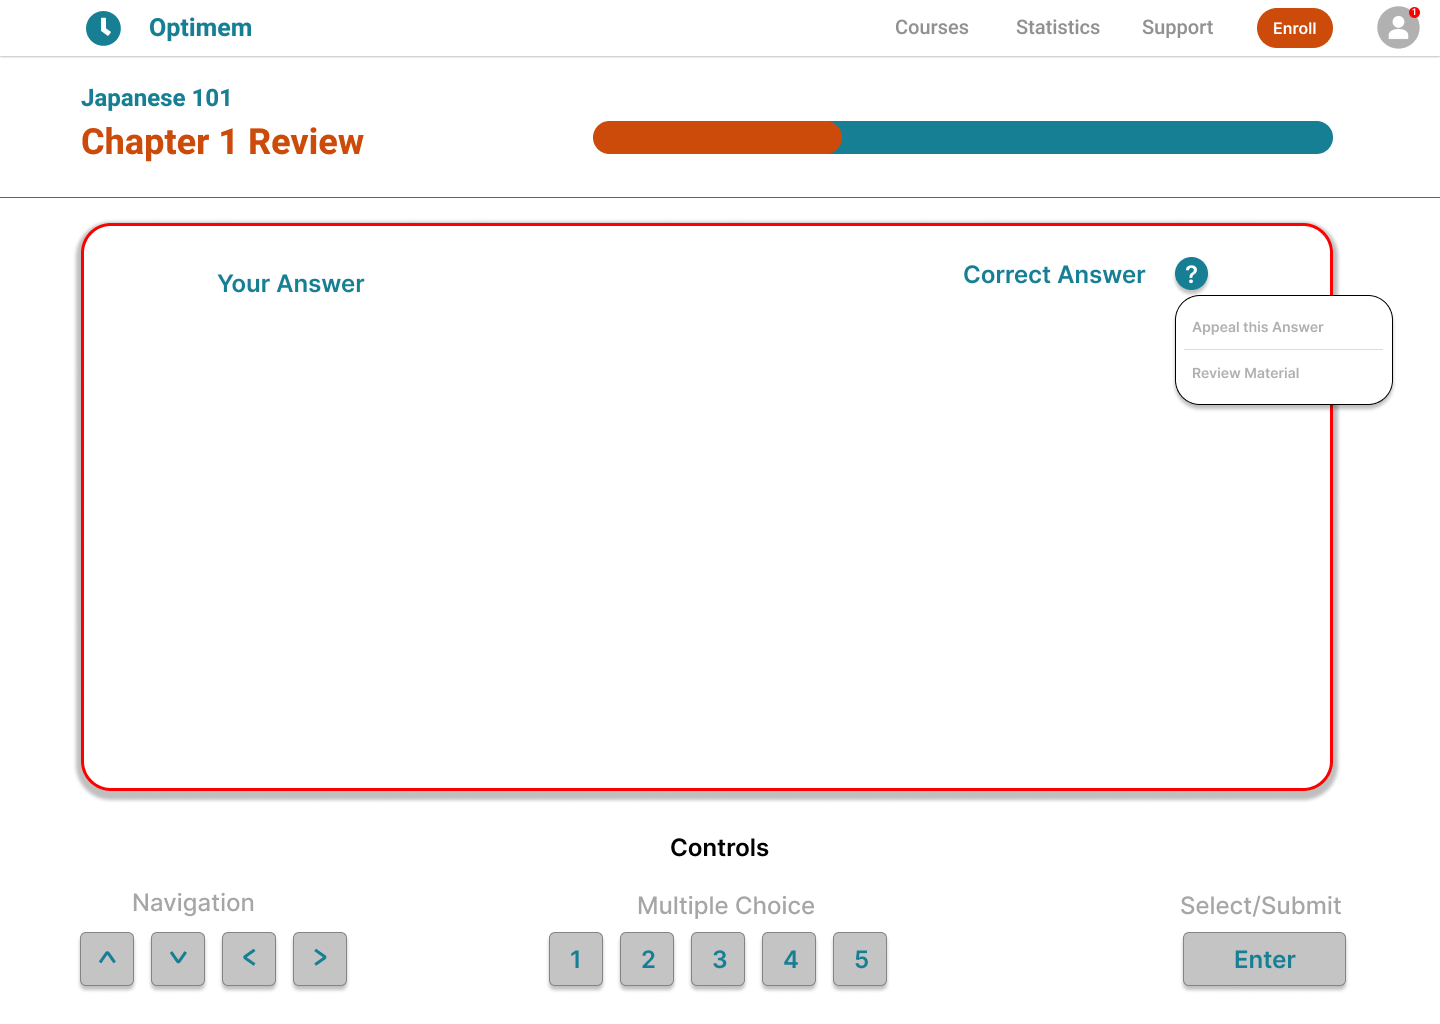 Optimem
Courses Statistics Support Enroll
1
Japanese 101
Chapter 1 Review
Your Answer
Correct Answer ?
Appeal this Answer
Review Material
Controls
Navigation
^ v < >
Multiple Choice
1 2 3 4 5
Select/Submit
Enter